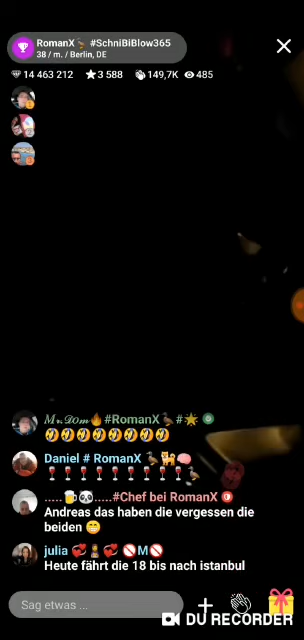 RomanX🦆 #SchniBiBlow365
38 / m. / Berlin, DE
14 463 212 3 588 149,7K 485
𝑀𝓇.𝒟𝑜𝓂🔥#RomanX🦆#🌟
🤣🤣🤣🤣🤣🤣🤣🤣
Daniel # RomanX 🦆🐈🧠
🍷🍷🍷🍷🍷🍷🍷🍷🍷🦆
.....🍺🐼.....#Chef bei RomanX
Andreas das haben die vergessen die
beiden 😁
julia 💞💂💞 🚫M🚫
Heute fährt die 18 bis nach istanbul
Sag etwas ...
DU RECORDER